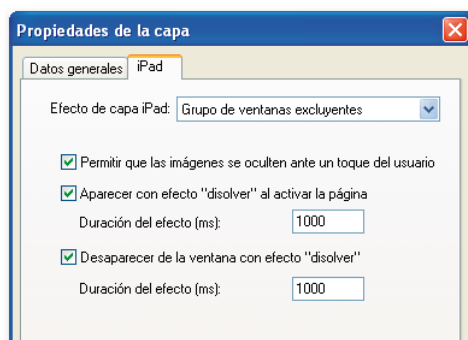 Propiedades de la capa
Datos generales iPad
Efecto de capa iPad: Grupo de ventanas excluyentes
Permitir que las imágenes se oculten ante un toque del usuario
Aparecer con efecto "disolver" al activar la página
Duración del efecto (ms): 1000
Desaparecer de la ventana con efecto "disolver"
Duración del efecto (ms): 1000